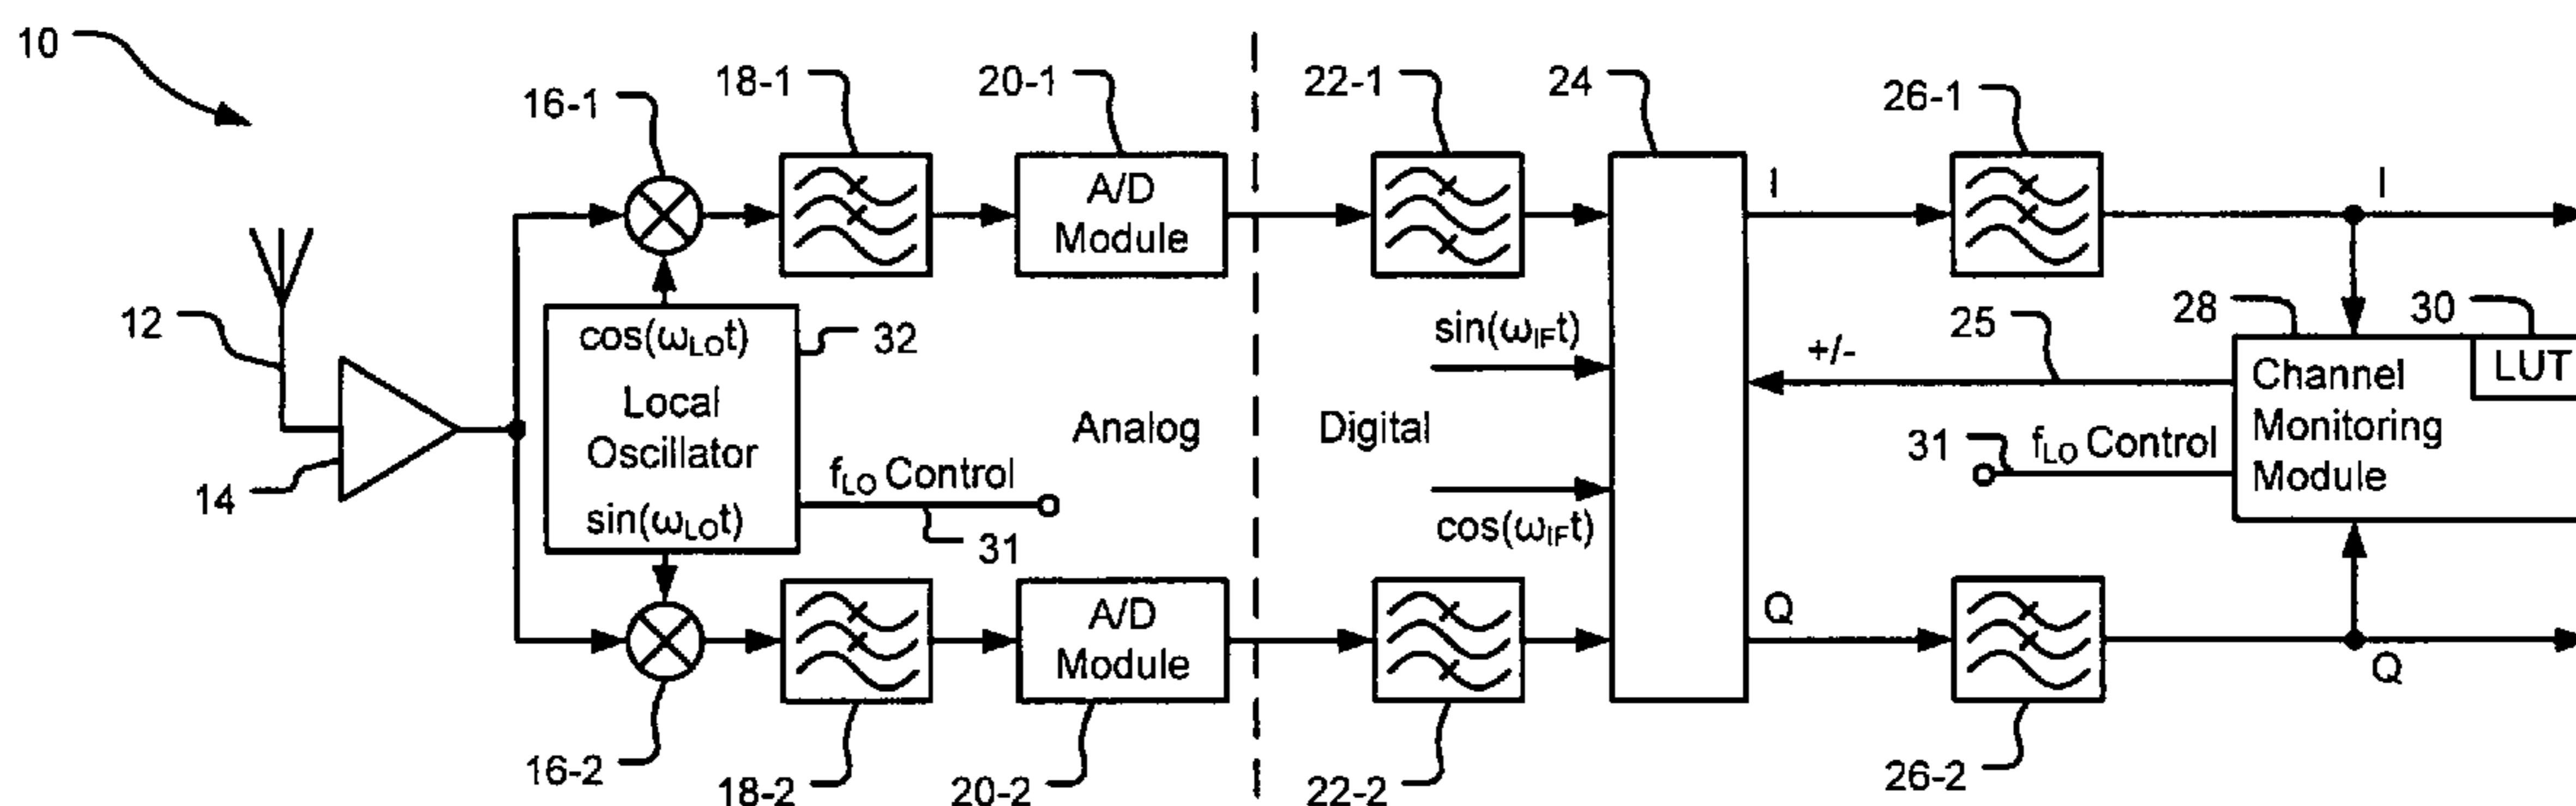 10
16-1
18-1
20-1
22-1
24
26-1
A/D
Module
I
I
12
14
cos(ωLOt)
Local
Oscillator
sin(ωLOt)
32
fLO Control
31
Analog
Digital
sin(ωIFt)
cos(ωIFt)
+/-
25
28
30
LUT
Channel
Monitoring
Module
31
fLO Control
A/D
Module
Q
Q
16-2
18-2
20-2
22-2
26-2